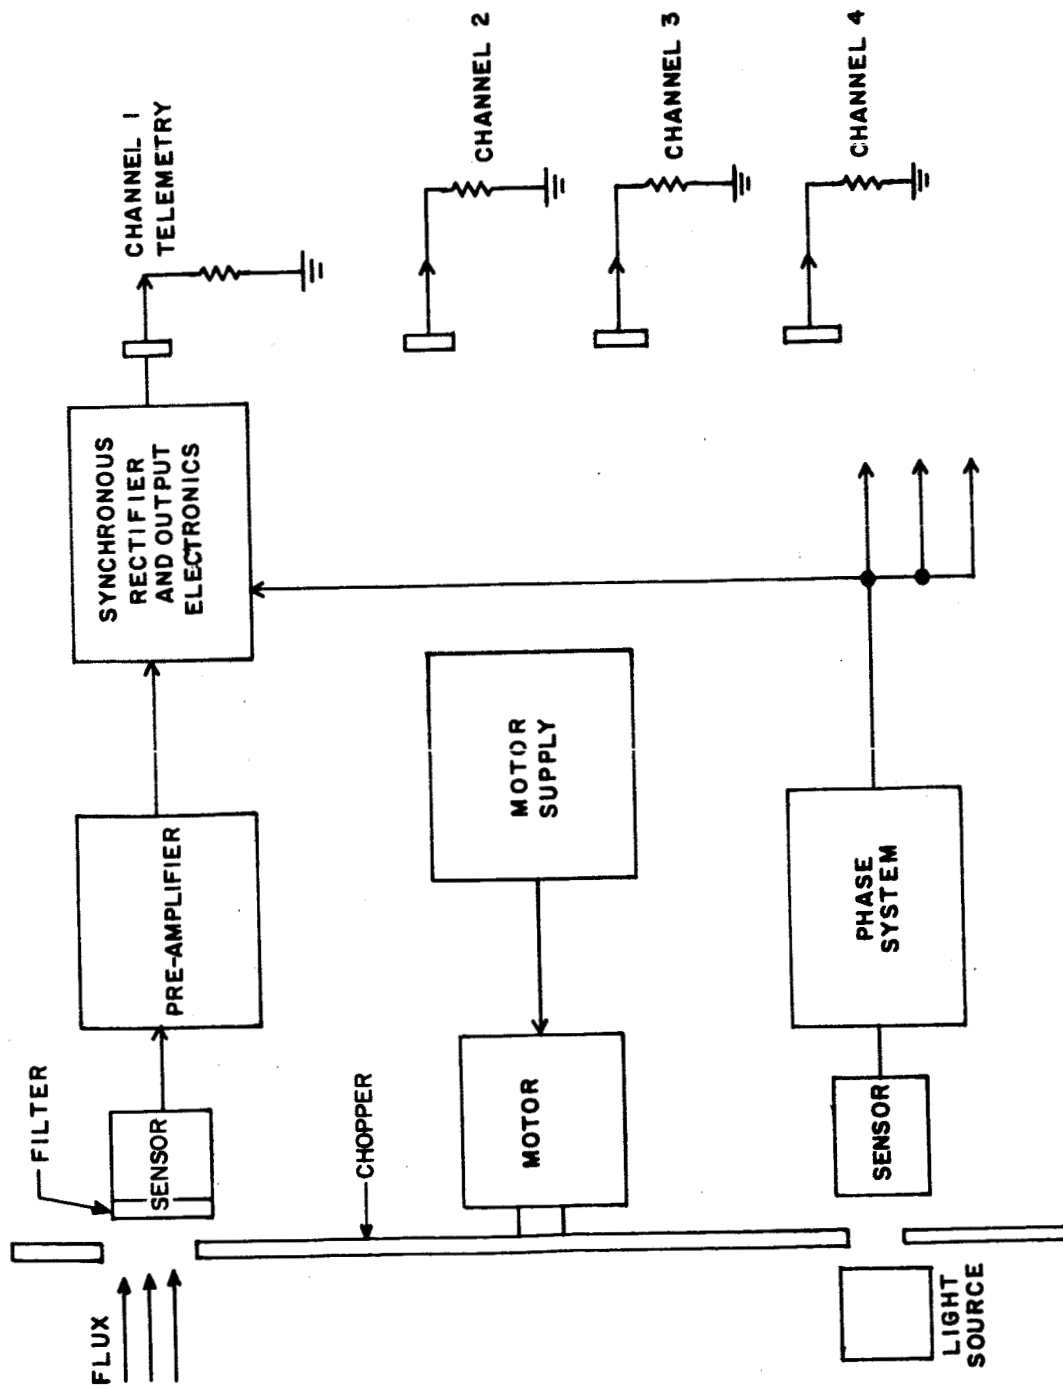 FLUX
FILTER
SENSOR
PRE-AMPLIFIER
SYNCHRONOUS
RECTIFIER
AND OUTPUT
ELECTRONICS
CHANNEL 1
TELEMETRY
CHOPPER
MOTOR
MOTOR
SUPPLY
CHANNEL 2
CHANNEL 3
CHANNEL 4
LIGHT
SOURCE
SENSOR
PHASE
SYSTEM